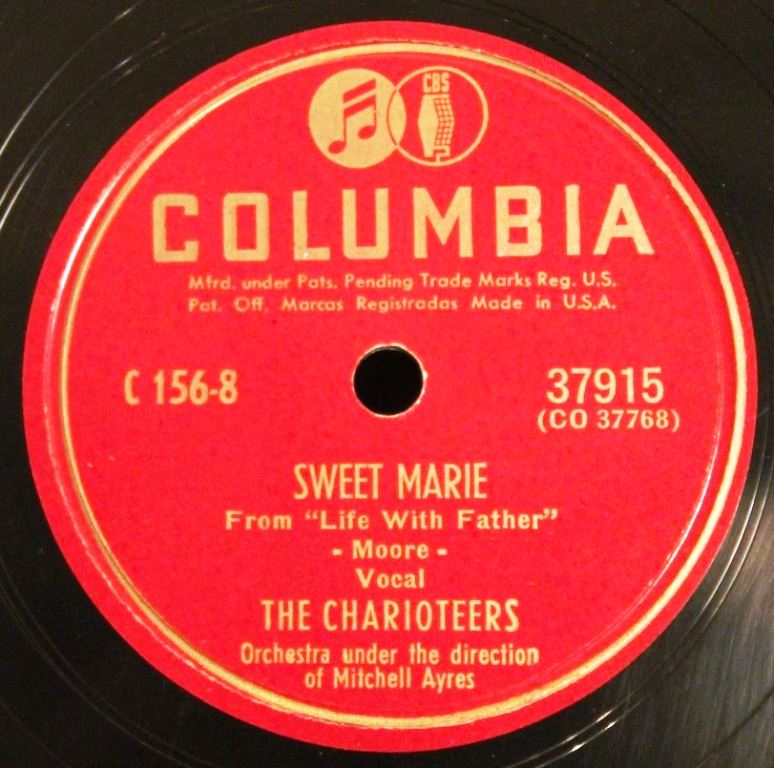 CBS
COLUMBIA
Mfrd. under Pats. Pending Trade Marks Reg. U.S.
Pat. Off. Marcas Registradas Made in U.S.A.
C 156-8
37915
(CO 37768)
SWEET MARIE
From “Life With Father”
- Moore -
Vocal
THE CHARIOTEERS
Orchestra under the direction
of Mitchell Ayres